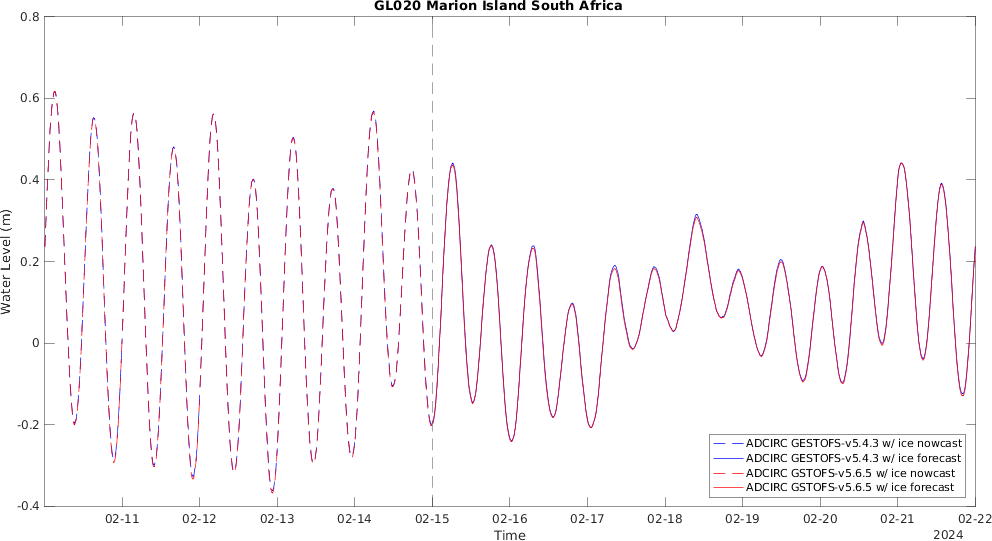 GL020 Marion Island South Africa
0.8
0.6
0.4
0.2
0
-0.2
-0.4
Water Level (m)
ADCIRC GESTOFS-v5.4.3 w/ ice nowcast
ADCIRC GESTOFS-v5.4.3 w/ ice forecast
ADCIRC GSTOFS-v5.6.5 w/ ice nowcast
ADCIRC GSTOFS-v5.6.5 w/ ice forecast
02-11 02-12 02-13 02-14 02-15 02-16 02-17 02-18 02-19 02-20 02-21 02-22
Time
2024